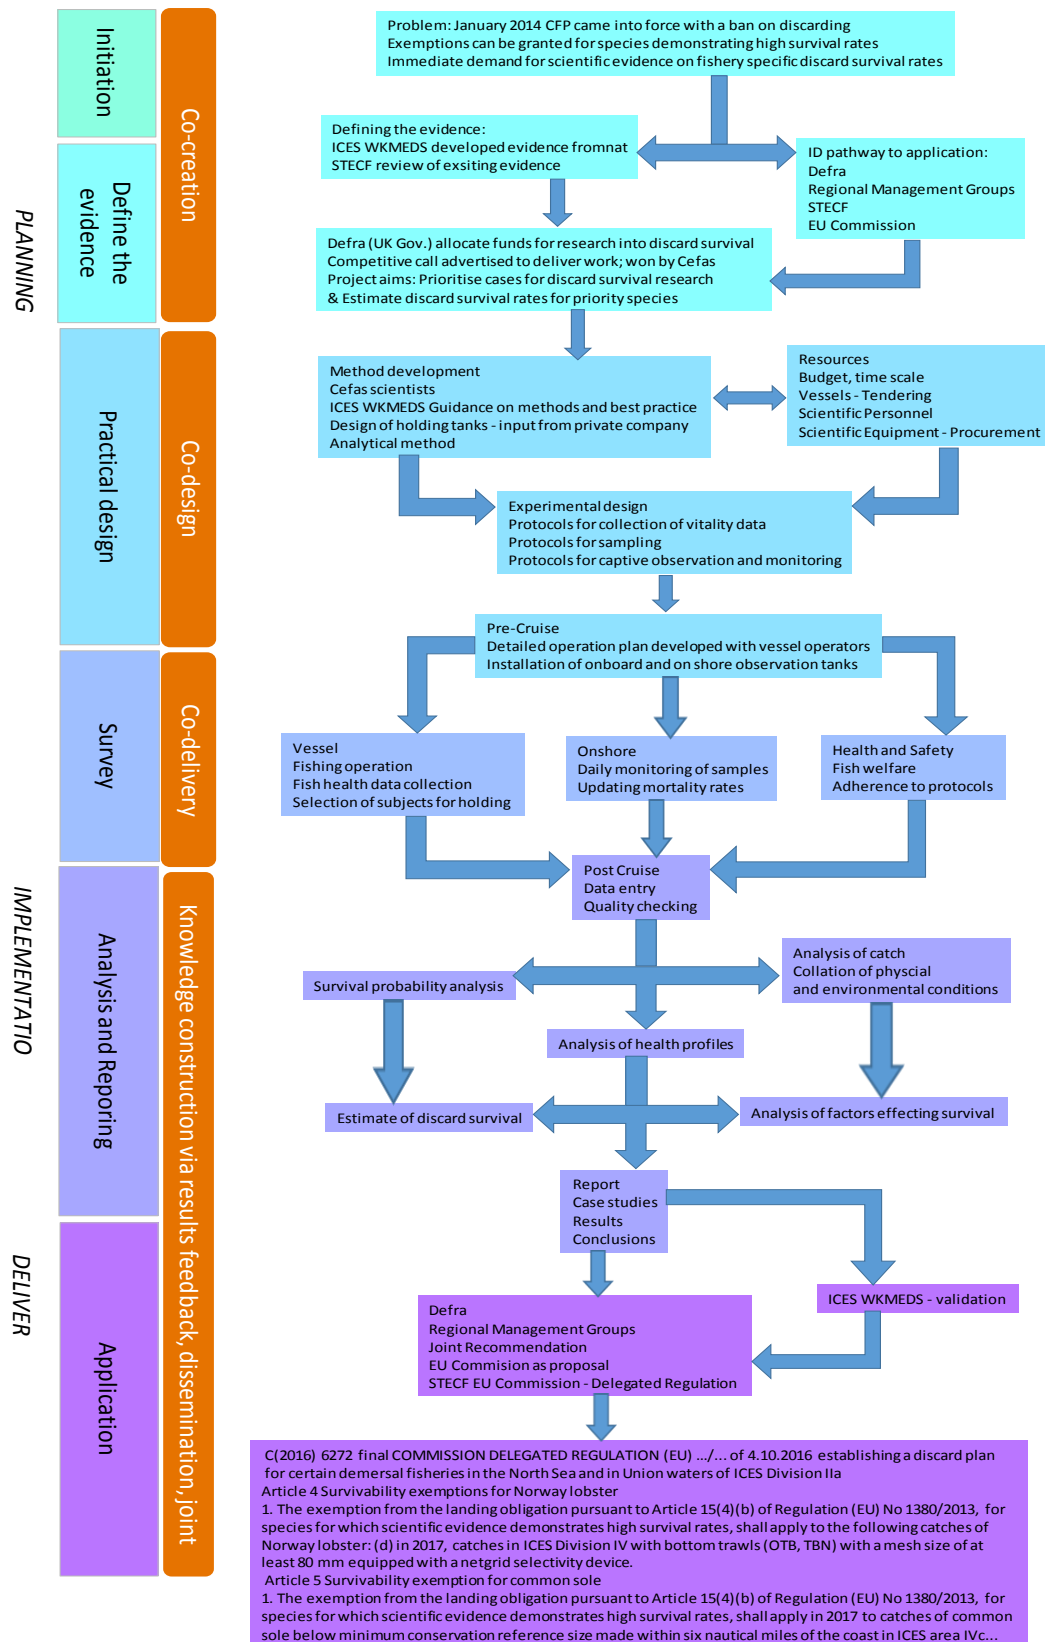 Initiation
Define the
evidence
Practical design
Survey
Analysis and Reporing
Application
Co-creation
Co-design
Co-delivery
Knowledge construction via results feedback, dissemination, joint
PLANNING
IMPLEMENTATIO
DELIVER
Problem: January 2014 CFP came into force with a ban on discarding
Exemptions can be granted for species demonstrating high survival rates
Immediate demand for scientific evidence on fishery specific discard survival rates
Defining the evidence:
ICES WKMEDS developed evidence fromnat
STECF review of exsiting evidence
ID pathway to application:
Defra
Regional Management Groups
STECF
EU Commission
Defra (UK Gov.) allocate funds for research into discard survival
Competitive call advertised to deliver work; won by Cefas
Project aims: Prioritise cases for discard survival research
& Estimate discard survival rates for priority species
Method development
Cefas scientists
ICES WKMEDS Guidance on methods and best practice
Design of holding tanks - input from private company
Analytical method
Resources
Budget, time scale
Vessels - Tendering
Scientific Personnel
Scientific Equipment - Procurement
Experimental design
Protocols for collection of vitality data
Protocols for sampling
Protocols for captive observation and monitoring
Pre-Cruise
Detailed operation plan developed with vessel operators
Installation of onboard and on shore observation tanks
Vessel
Fishing operation
Fish health data collection
Selection of subjects for holding
Onshore
Daily monitoring of samples
Updating mortality rates
Health and Safety
Fish welfare
Adherence to protocols
Post Cruise
Data entry
Quality checking
Survival probability analysis
Analysis of catch
Collation of physcial
and environmental conditions
Analysis of health profiles
Estimate of discard survival
Analysis of factors effecting survival
Report
Case studies
Results
Conclusions
ICES WKMEDS - validation
Defra
Regional Management Groups
Joint Recommendation
EU Commision as proposal
STECF EU Commission - Delegated Regulation
C(2016) 6272 final COMMISSION DELEGATED REGULATION (EU) .../... of 4.10.2016 establishing a discard plan
for certain demersal fisheries in the North Sea and in Union waters of ICES Division IIa
Article 4 Survivability exemptions for Norway lobster
1. The exemption from the landing obligation pursuant to Article 15(4)(b) of Regulation (EU) No 1380/2013, for
species for which scientific evidence demonstrates high survival rates, shall apply to the following catches of
Norway lobster: (d) in 2017, catches in ICES Division IV with bottom trawls (OTB, TBN) with a mesh size of at
least 80 mm equipped with a netgrid selectivity device.
Article 5 Survivability exemption for common sole
1. The exemption from the landing obligation pursuant to Article 15(4)(b) of Regulation (EU) No 1380/2013, for
species for which scientific evidence demonstrates high survival rates, shall apply in 2017 to catches of common
sole below minimum conservation reference size made within six nautical miles of the coast in ICES area IVc...